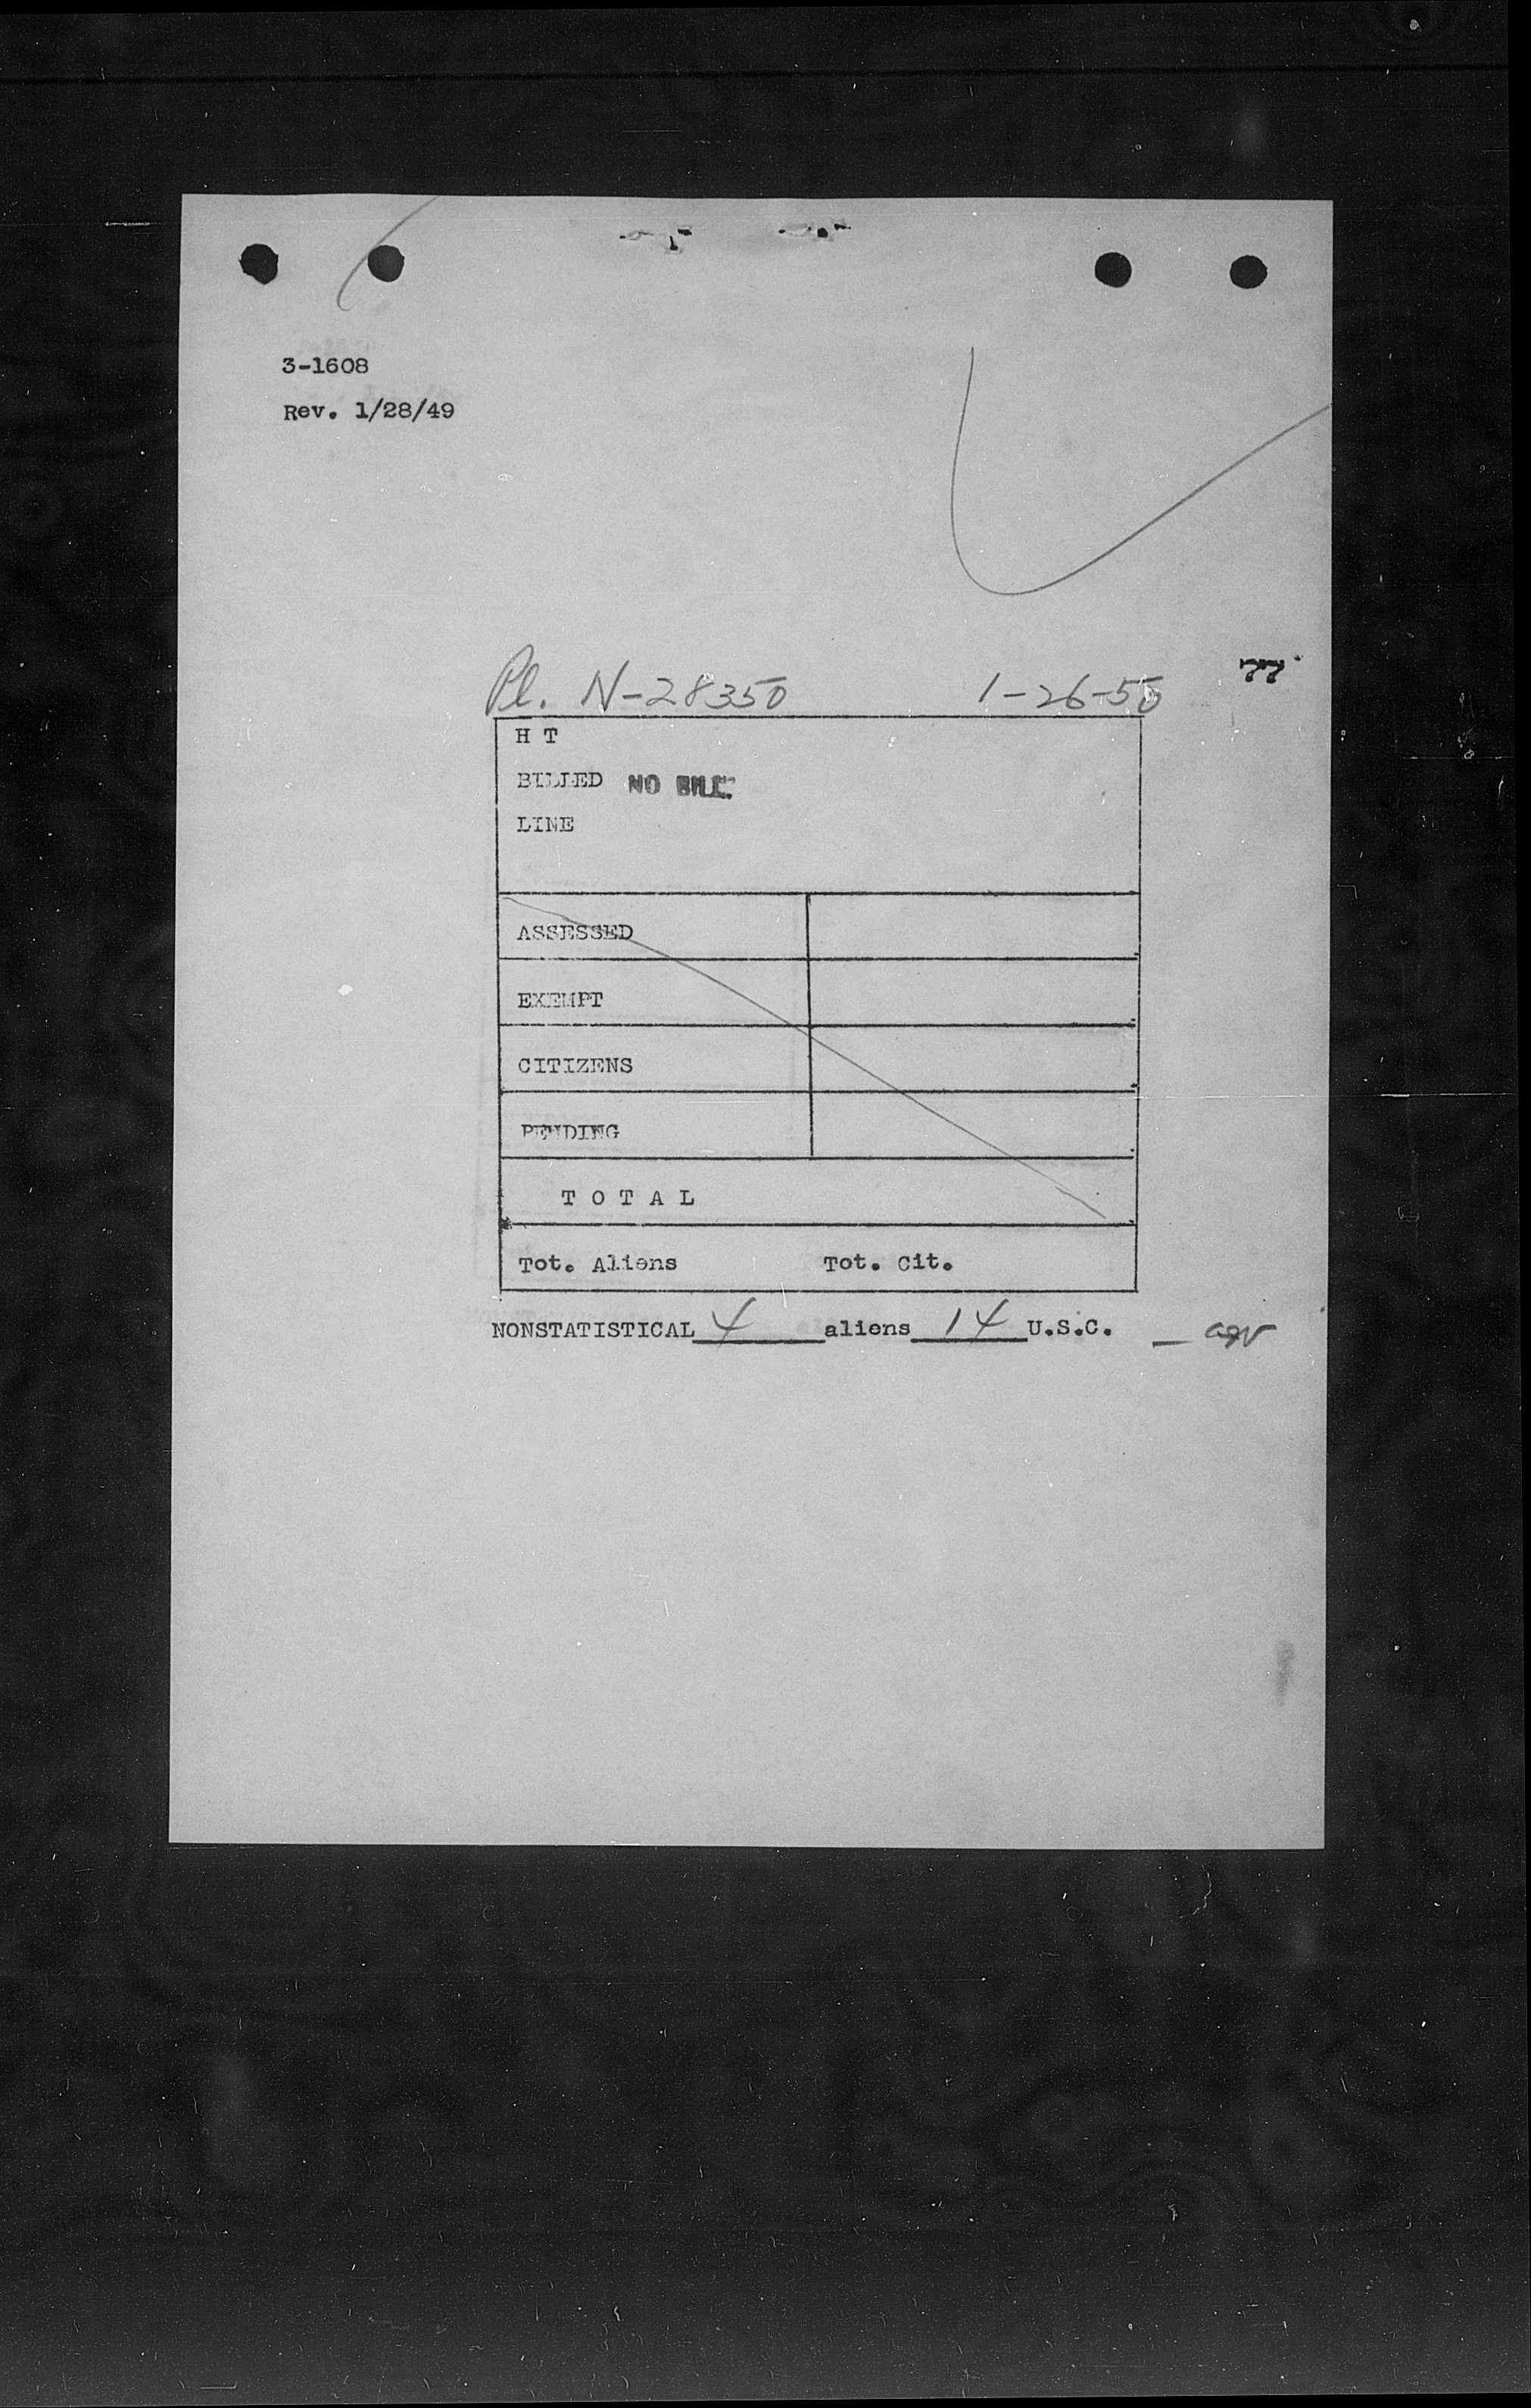 3-1608
Rev. 1/28/49
Pl. N-28350 1-26-50 77
H T
BILLED NO BILL
LINE
ASSESSED
EXEMPT
CITIZENS
PENDING
T O T A L
Tot. Aliens Tot. Cit.
NONSTATISTICAL 4 aliens 14 U.S.C.